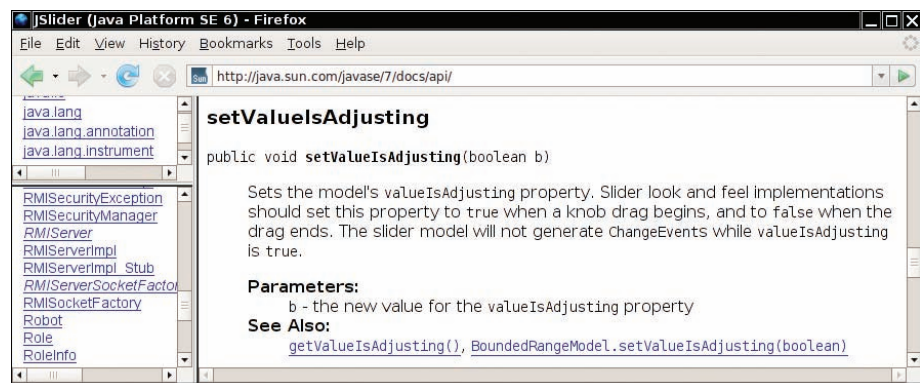 JSlider (Java Platform SE 6) - Firefox
File Edit View History Bookmarks Tools Help
Sun http://java.sun.com/javase/7/docs/api/
java.lang
java.lang.annotation
java.lang.instrument
RMISecurityException
RMISecurityManager
RMIServer
RMIServerImpl
RMIServerImpl_Stub
RMIServerSocketFactor
RMISocketFactory
Robot
Role
RoleInfo
setValueIsAdjusting
public void setValueIsAdjusting(boolean b)
Sets the model's valueIsAdjusting property. Slider look and feel implementations
should set this property to true when a knob drag begins, and to false when the
drag ends. The slider model will not generate ChangeEvents while valueIsAdjusting
is true.
Parameters:
b - the new value for the valueIsAdjusting property
See Also:
getValueIsAdjusting(), BoundedRangeModel.setValueIsAdjusting(boolean)